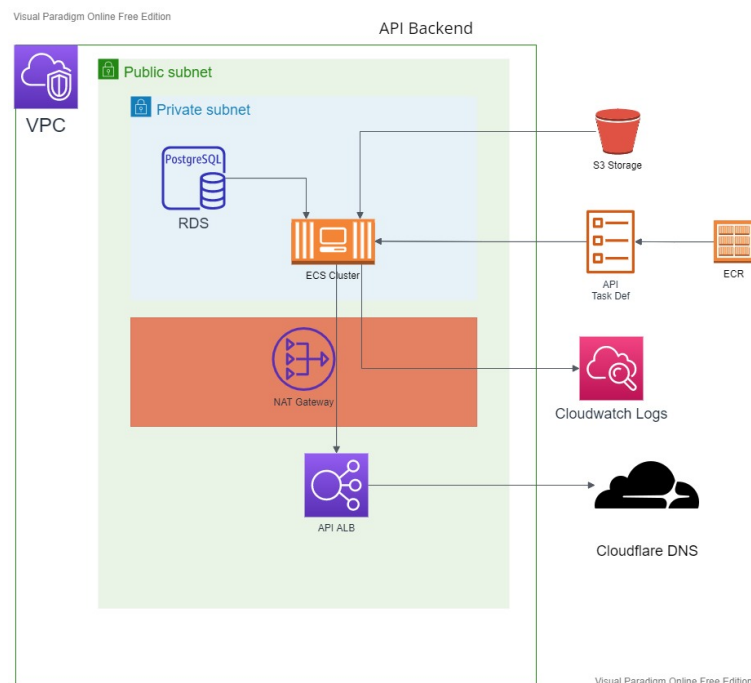 Visual Paradigm Online Free Edition
API Backend
Public subnet
Private subnet
VPC
PostgreSQL
RDS
ECS Cluster
S3 Storage
API
Task Def
ECR
NAT Gateway
Cloudwatch Logs
API ALB
Cloudflare DNS
Visual Paradigm Online Free Edition